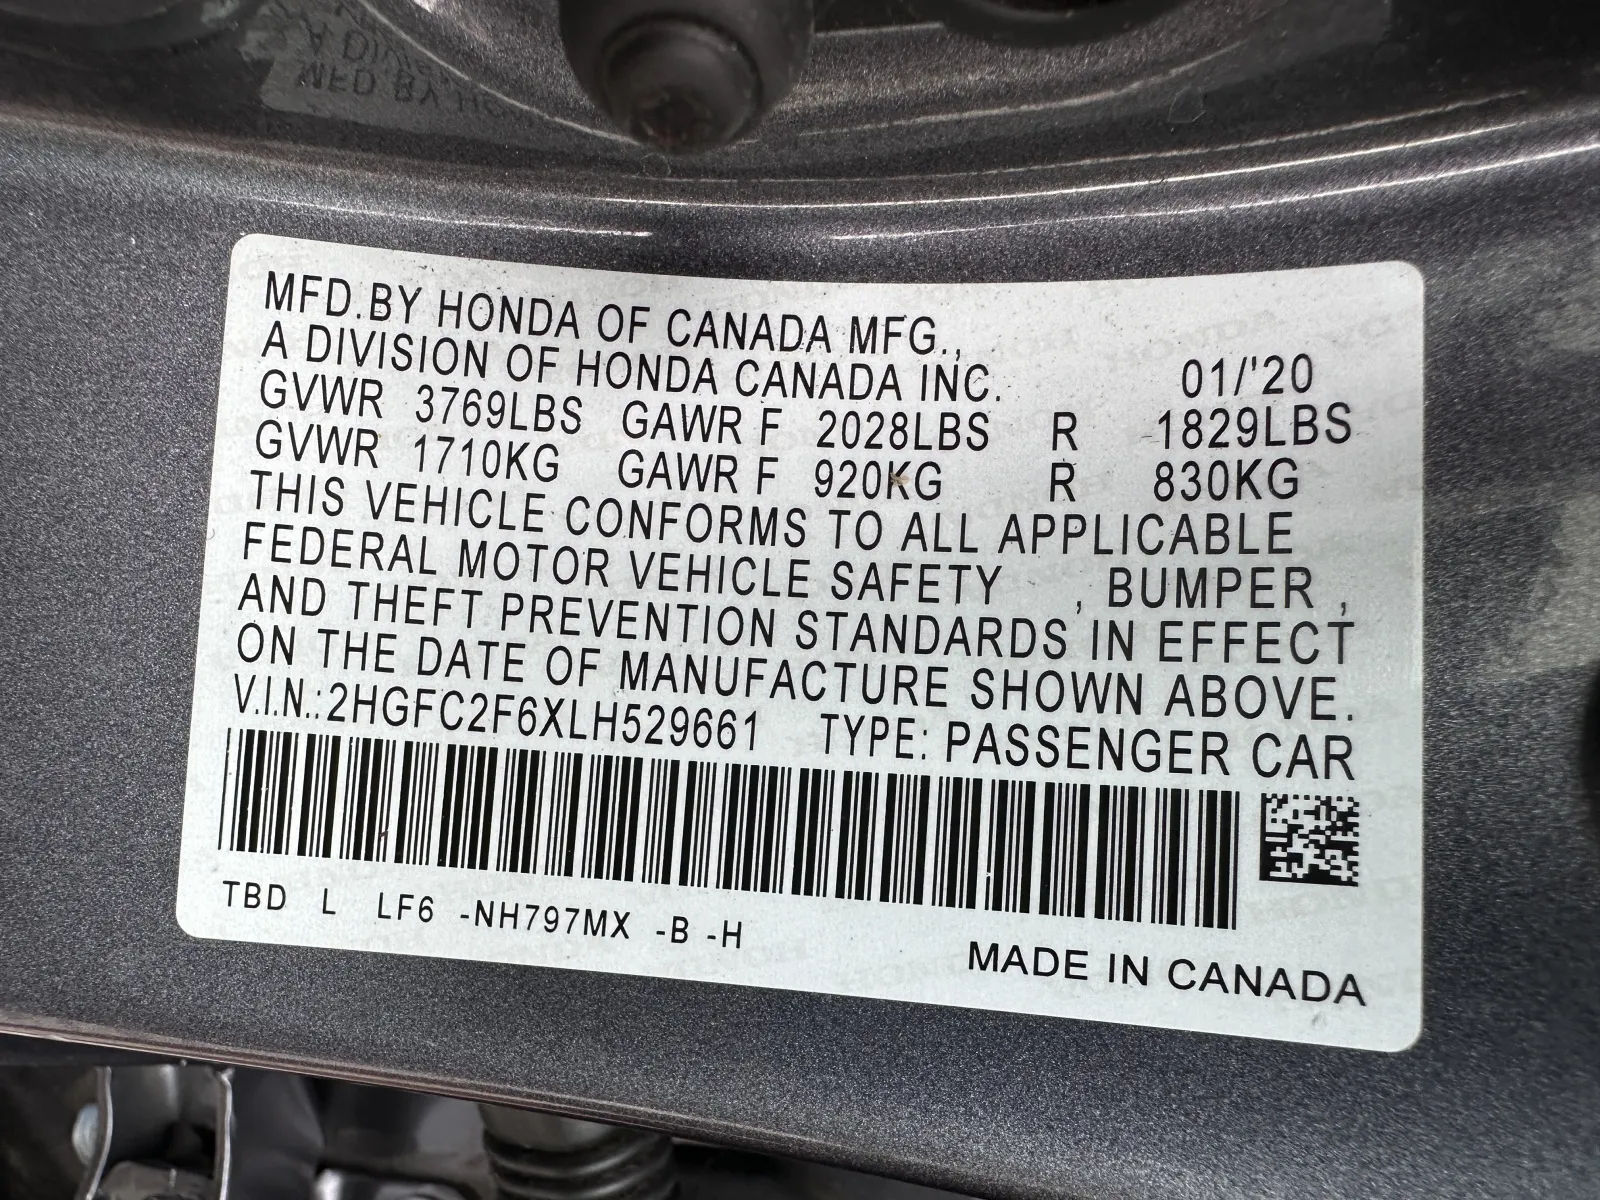 MFD.BY HONDA OF CANADA MFG.,
A DIVISION OF HONDA CANADA INC. 01/'20
GVWR 3769LBS GAWR F 2028LBS R 1829LBS
GVWR 1710KG GAWR F 920KG R 830KG
THIS VEHICLE CONFORMS TO ALL APPLICABLE
FEDERAL MOTOR VEHICLE SAFETY , BUMPER ,
AND THEFT PREVENTION STANDARDS IN EFFECT
ON THE DATE OF MANUFACTURE SHOWN ABOVE.
V.I.N.:2HGFC2F6XLH529661 TYPE: PASSENGER CAR
TBD L LF6 -NH797MX -B -H
MADE IN CANADA